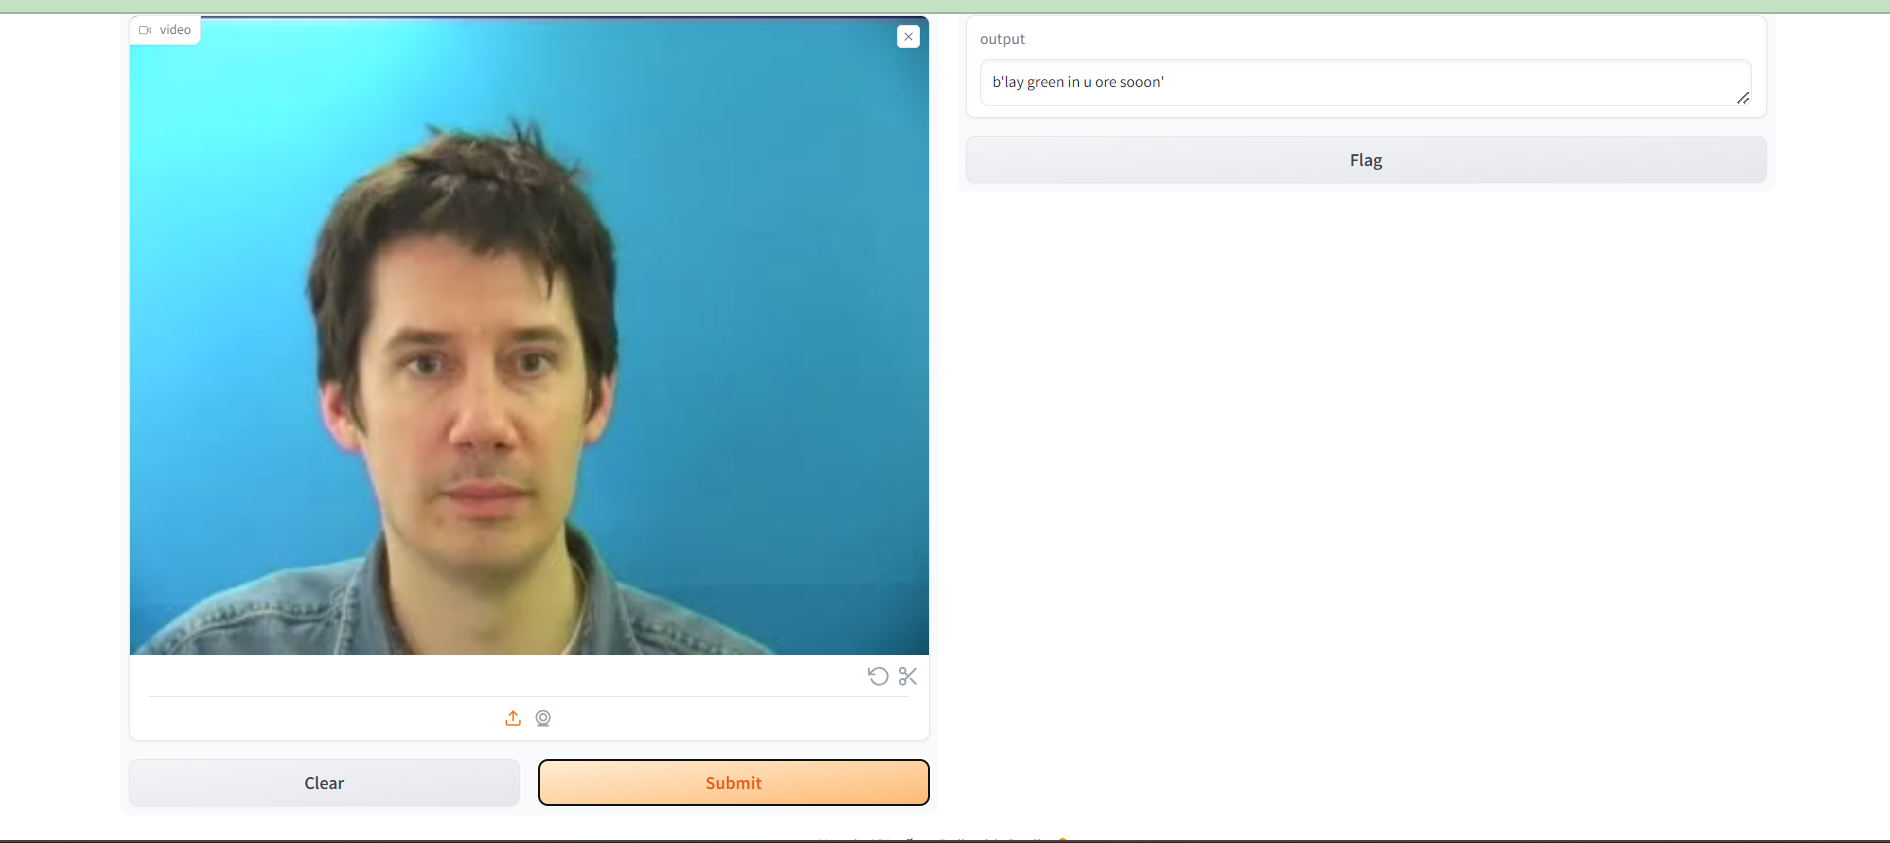 video
output
b'lay green in u ore sooon'
Flag
Clear
Submit